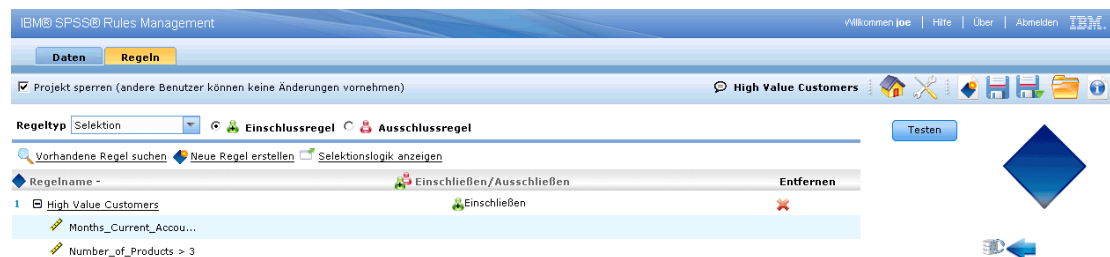 IBM® SPSS® Rules Management
Willkommen joe | Hilfe | Über | Abmelden IBM.
Daten Regeln
Projekt sperren (andere Benutzer können keine Änderungen vornehmen) High Value Customers
Regeltyp Selektion Einschlussregel Ausschlussregel Testen
Vorhandene Regel suchen Neue Regel erstellen Selektionslogik anzeigen
Regelname - Einschließen/Ausschließen Entfernen
1 High Value Customers Einschließen
Months_Current_Accou...
Number_of_Products > 3